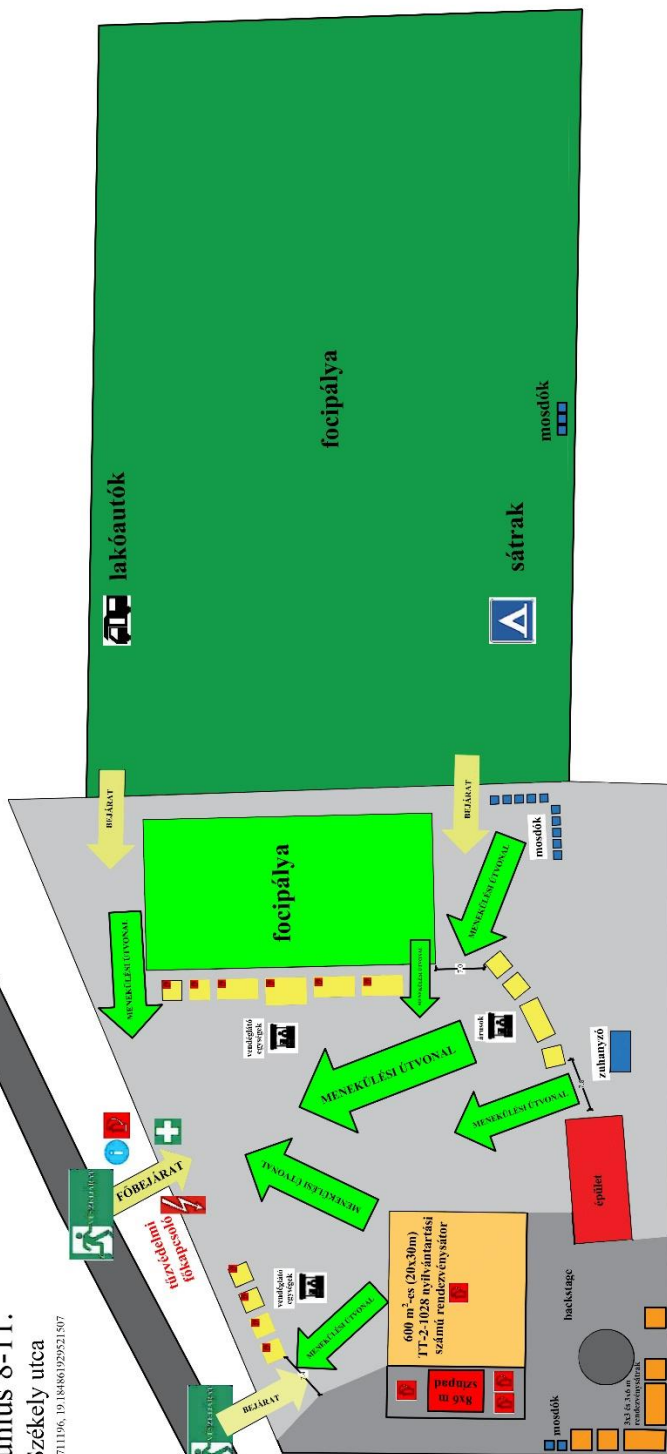 8-11.
Székely utca
711196, 19.184861929521507
lakóautók
focipálya
sátrak
mosdók
BEJÁRAT
BEJÁRAT
MENEKÜLÉSI ÚTVONAL
focipálya
MENEKÜLÉSI ÚTVONAL
MENEKÜLÉSI ÚTVONAL
mosdók
vendéglátó
egységek
árusok
MENEKÜLÉSI ÚTVONAL
MENEKÜLÉSI ÚTVONAL
zuhanyzó
FŐBEJÁRAT
tűzvédelmi
főkapcsoló
MENEKÜLÉSI ÚTVONAL
épület
vendéglátó
egységek
MENEKÜLÉSI ÚTVONAL
600 m²-es (20x30m)
TT-2-1028 nyilvántartási
számú rendezvénysátor
BEJÁRAT
8x6 m
színpad
backstage
mosdók
3x3 és 3x6 m
rendezvénysátrak